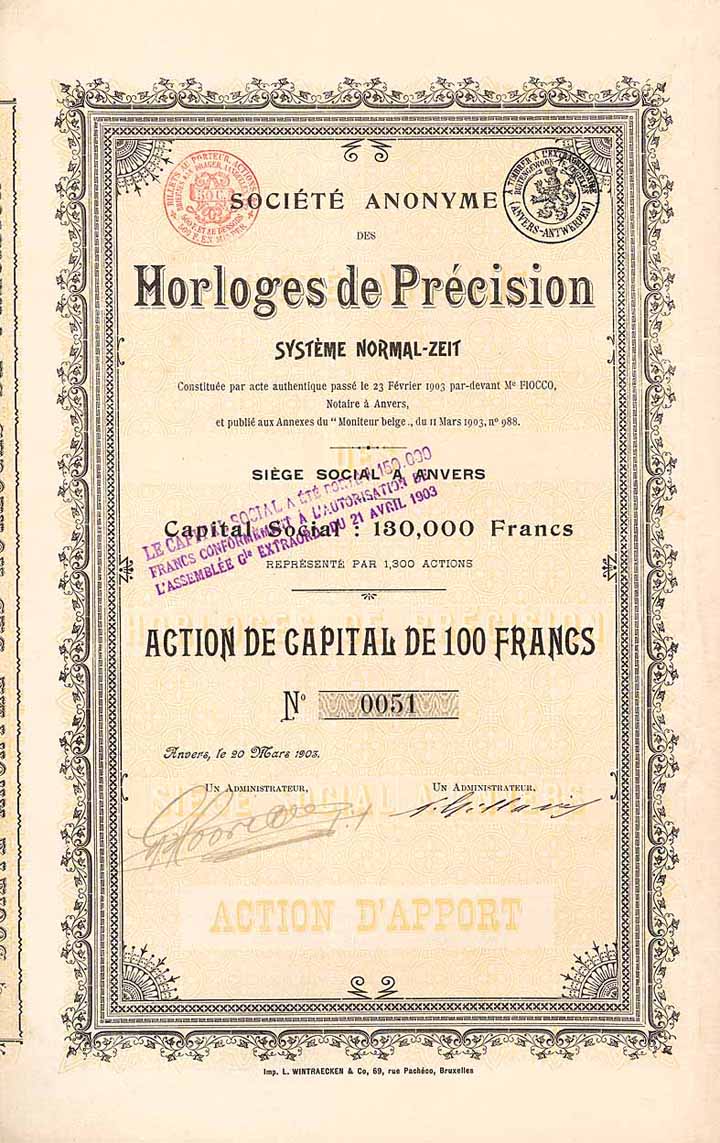 SOCIÉTÉ ANONYME
DES
Horloges de Précision
SYSTÈME NORMAL-ZEIT
Constituée par acte authentique passé le 23 Février 1903 par-devant Me FIOCCO,
Notaire à Anvers,
et publié aux Annexes du "Moniteur belge„ du 11 Mars 1903, nº 988.
SIÈGE SOCIAL A ANVERS
LE CAPITAL SOCIAL A ÉTÉ PORTÉ A 150.000
FRANCS CONFORMÉMENT A L'AUTORISATION DE
L'ASSEMBLÉE Gle EXTRAORD. DU 21 AVRIL 1903
Capital Social : 130,000 Francs
REPRÉSENTÉ PAR 1,300 ACTIONS
ACTION DE CAPITAL DE 100 FRANCS
Nº 0051
Anvers, le 20 Mars 1903.
UN ADMINISTRATEUR,
UN ADMINISTRATEUR,
ACTION D'APPORT
Imp. L. WINTRAECKEN & Co, 69, rue Pachéco, Bruxelles